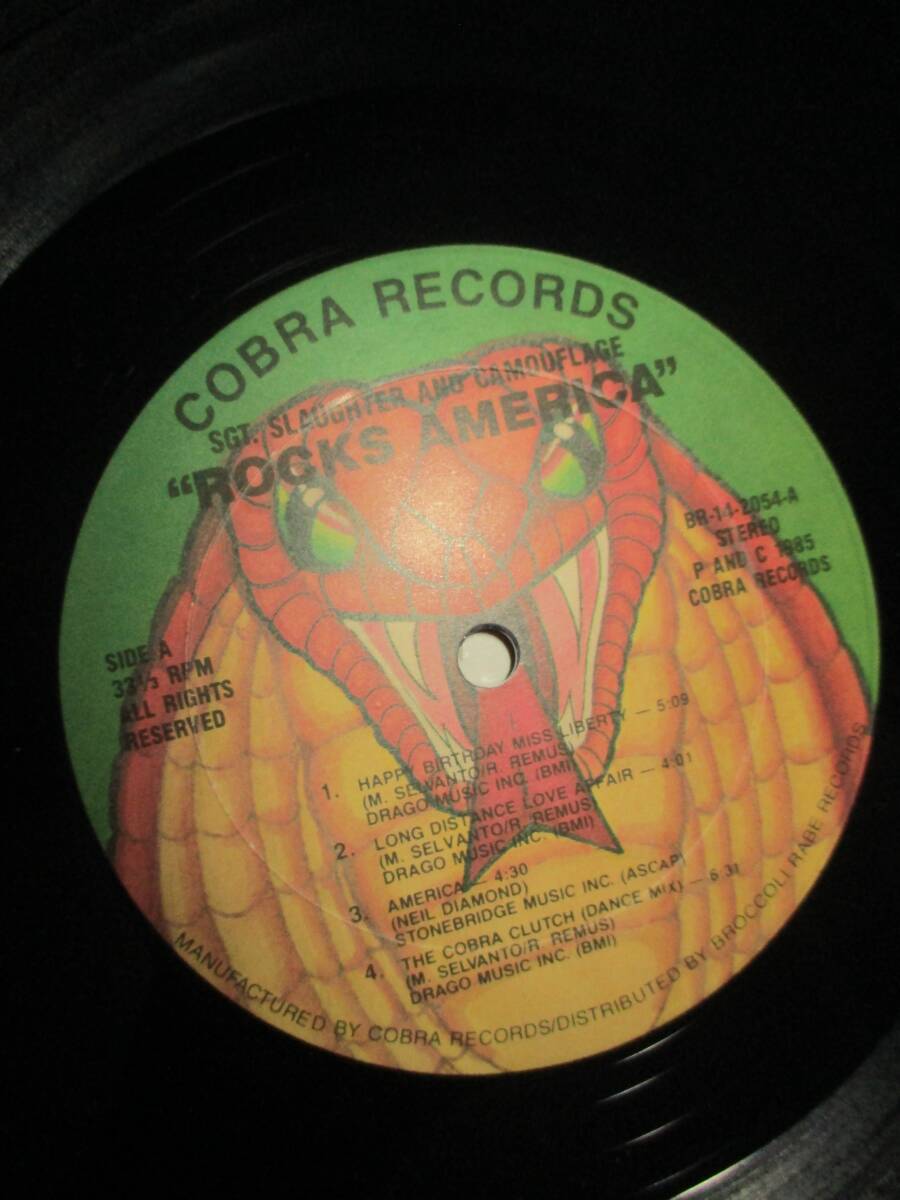 COBRA RECORDS
SGT. SLAUGHTER AND CAMOUFLAGE
“ROCKS AMERICA”
BR-14-2054-A
STEREO
P AND C 1985
COBRA RECORDS
SIDE A
33⅓ RPM
ALL RIGHTS
RESERVED
1. HAPPY BIRTHDAY MISS LIBERTY — 5:09
(M. SELVANTO/R. REMUS)
DRAGO MUSIC INC. (BMI)
2. LONG DISTANCE LOVE AFFAIR — 4:01
(M. SELVANTO/R. REMUS)
DRAGO MUSIC INC. (BMI)
3. AMERICA — 4:30
(NEIL DIAMOND)
STONEBRIDGE MUSIC INC. (ASCAP)
4. THE COBRA CLUTCH (DANCE MIX) — 6:31
(M. SELVANTO/R. REMUS)
DRAGO MUSIC INC. (BMI)
MANUFACTURED BY COBRA RECORDS/DISTRIBUTED BY BROCCOLI RABE RECORDS